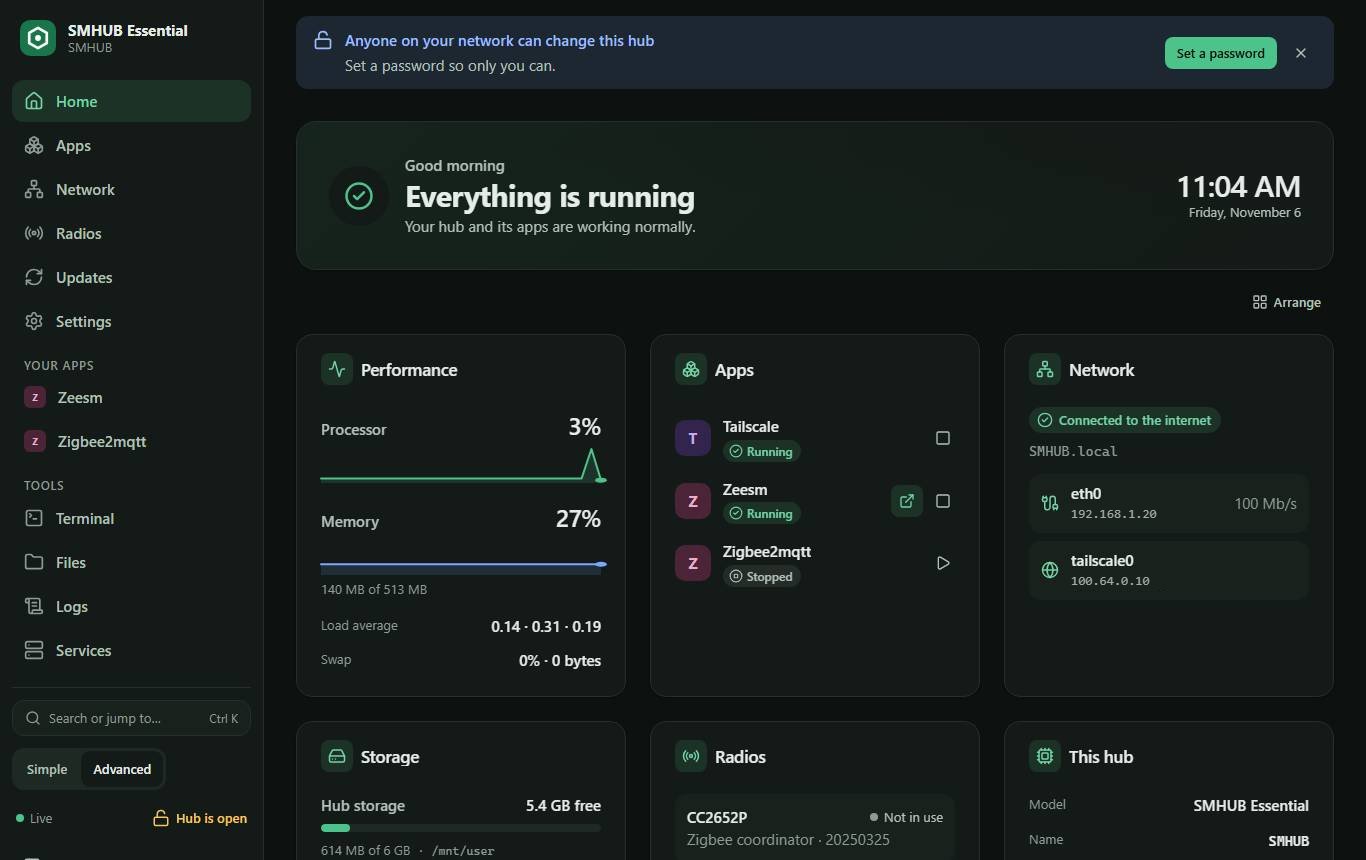 SMHUB Essential
SMHUB
Home
Apps
Network
Radios
Updates
Settings
YOUR APPS
Z Zeesm
Z Zigbee2mqtt
TOOLS
Terminal
Files
Logs
Services
Search or jump to... Ctrl K
Simple Advanced
Live Hub is open
Anyone on your network can change this hub
Set a password so only you can.
Set a password
Good morning
Everything is running
Your hub and its apps are working normally.
11:04 AM
Friday, November 6
Arrange
Performance
Processor 3%
Memory 27%
140 MB of 513 MB
Load average 0.14 · 0.31 · 0.19
Swap 0% · 0 bytes
Apps
T Tailscale
Running
Z Zeesm
Running
Z Zigbee2mqtt
Stopped
Network
Connected to the internet
SMHUB.local
eth0
192.168.1.20
100 Mb/s
tailscale0
100.64.0.10
Storage
Hub storage 5.4 GB free
614 MB of 6 GB · /mnt/user
Radios
CC2652P Not in use
Zigbee coordinator · 20250325
This hub
Model SMHUB Essential
Name SMHUB